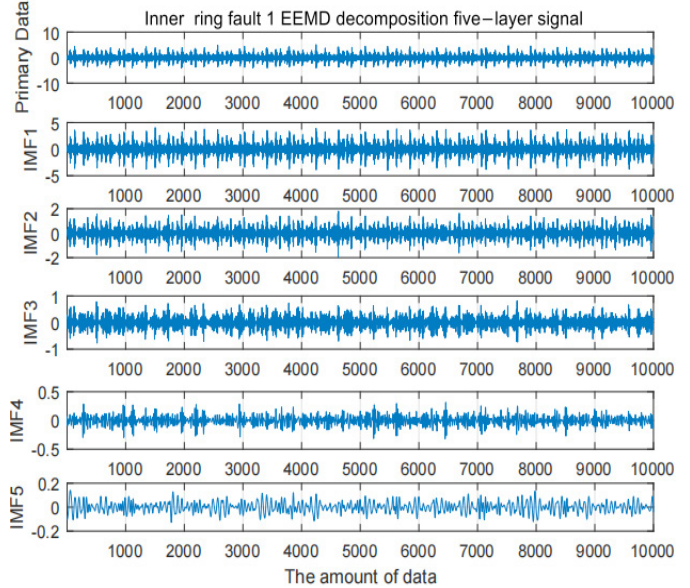 Inner ring fault 1 EEMD decomposition five-layer signal
Primary Data
10
0
-10
1000 2000 3000 4000 5000 6000 7000 8000 9000 10000
IMF1
5
0
-5
1000 2000 3000 4000 5000 6000 7000 8000 9000 10000
IMF2
2
0
-2
1000 2000 3000 4000 5000 6000 7000 8000 9000 10000
IMF3
1
0
-1
1000 2000 3000 4000 5000 6000 7000 8000 9000 10000
IMF4
0.5
0
-0.5
1000 2000 3000 4000 5000 6000 7000 8000 9000 10000
IMF5
0.2
0
-0.2
1000 2000 3000 4000 5000 6000 7000 8000 9000 10000
The amount of data